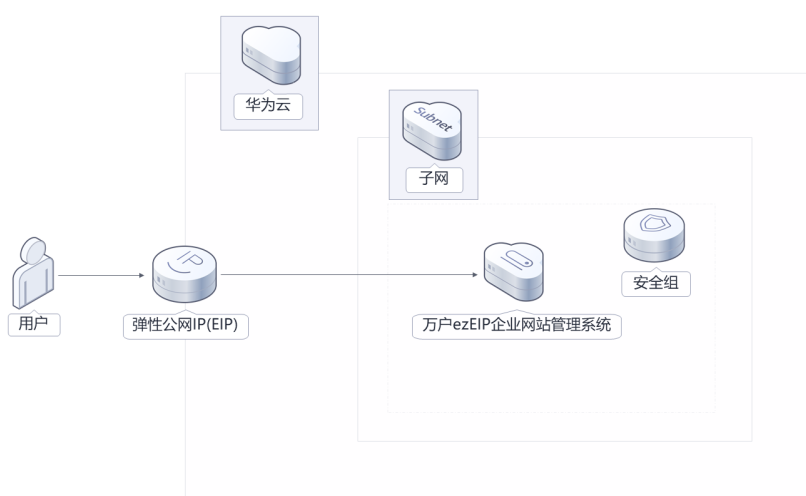 华为云
Subnet
子网
安全组
IP
用户
弹性公网IP(EIP)
万户ezEIP企业网站管理系统